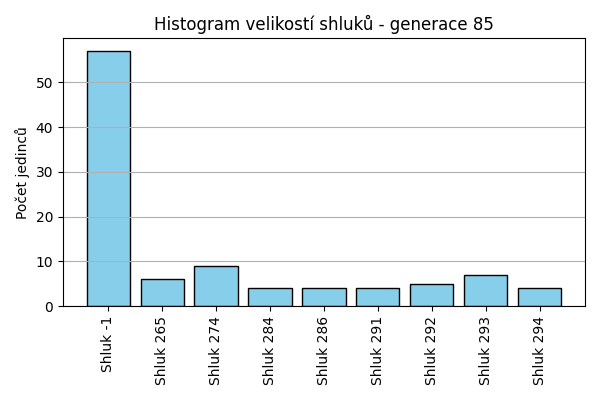 Histogram velikostí shluků - generace 85
Počet jedinců
50
40
30
20
10
0
Shluk -1
Shluk 265
Shluk 274
Shluk 284
Shluk 286
Shluk 291
Shluk 292
Shluk 293
Shluk 294